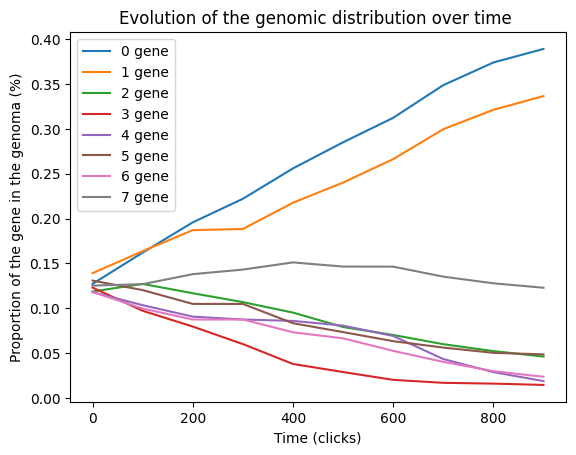 Evolution of the genomic distribution over time
Proportion of the gene in the genoma (%)
0.40
0.35
0.30
0.25
0.20
0.15
0.10
0.05
0.00
0 gene
1 gene
2 gene
3 gene
4 gene
5 gene
6 gene
7 gene
0
200
400
600
800
Time (clicks)